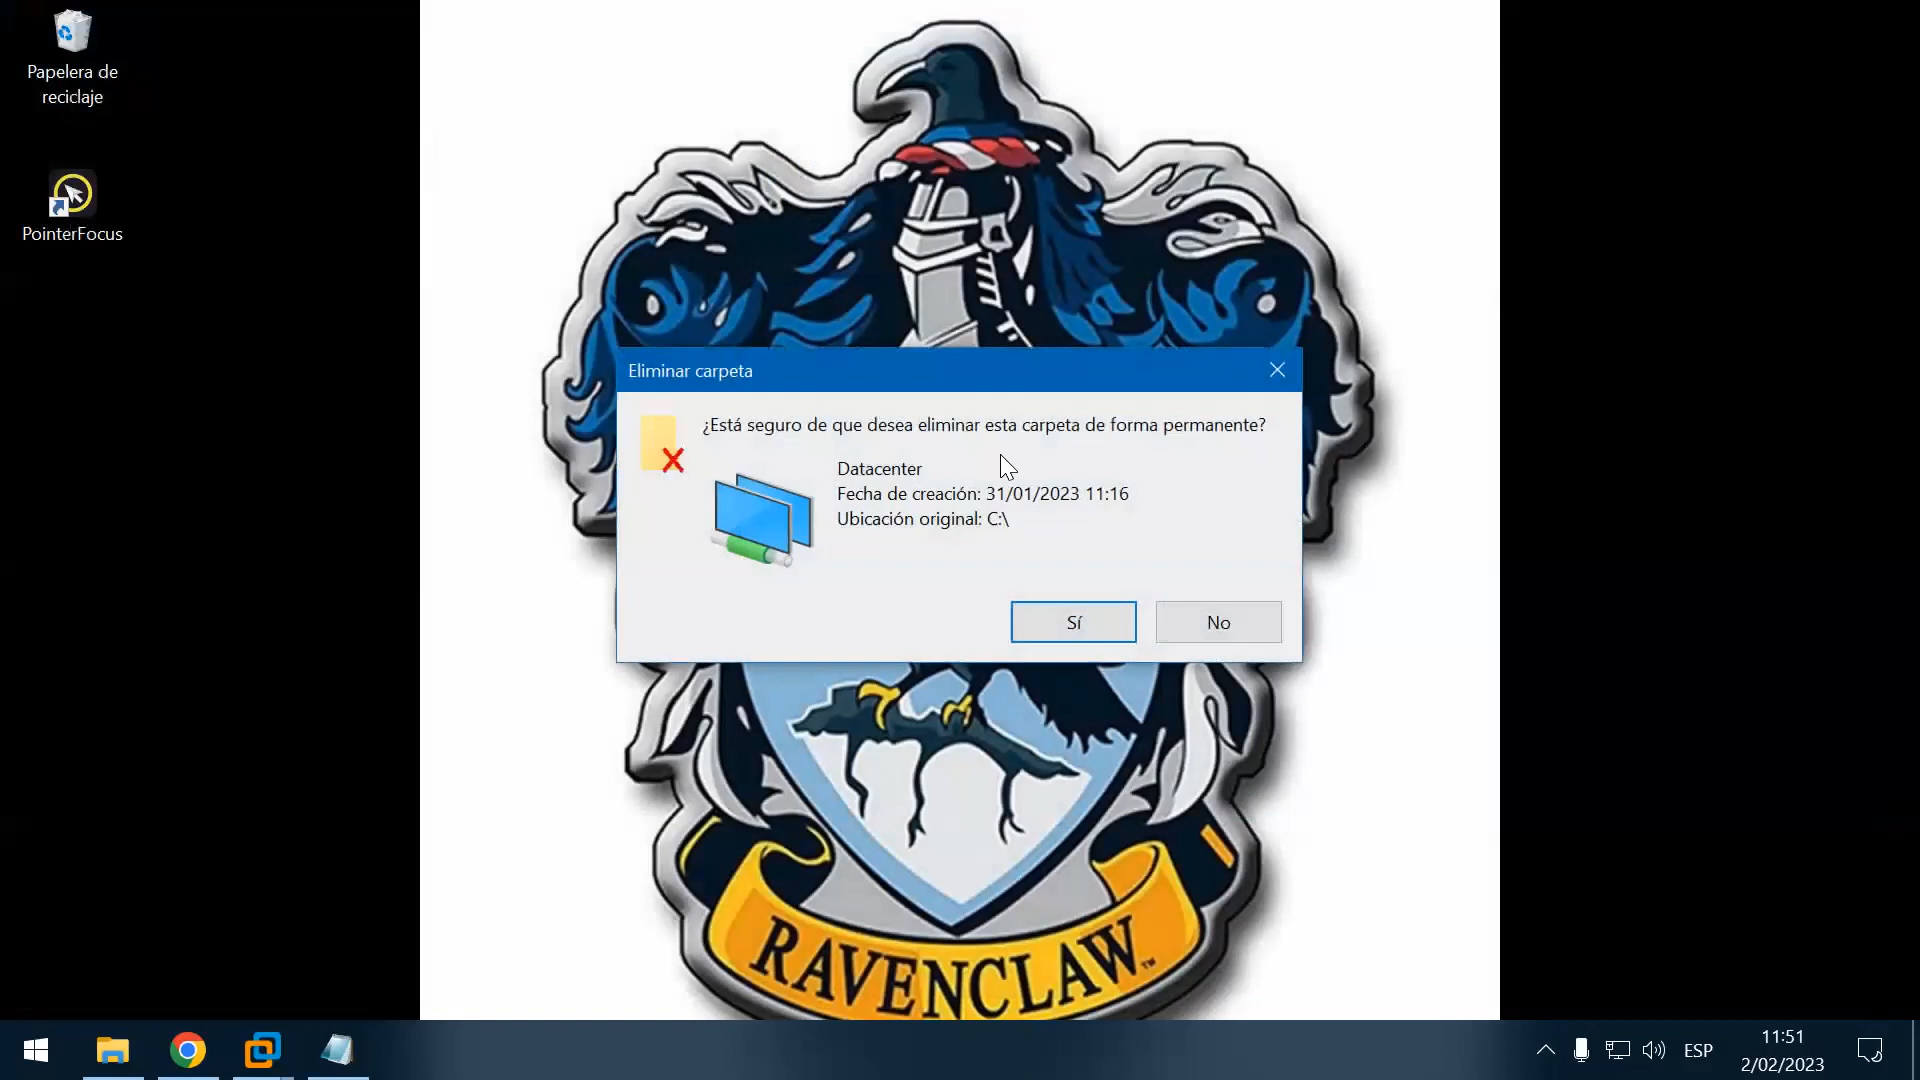 Papelera de
reciclaje
PointerFocus
Eliminar carpeta
¿Está seguro de que desea eliminar esta carpeta de forma permanente?
Datacenter
Fecha de creación: 31/01/2023 11:16
Ubicación original: C:\
Sí
No
RAVENCLAW™
ESP
11:51
2/02/2023